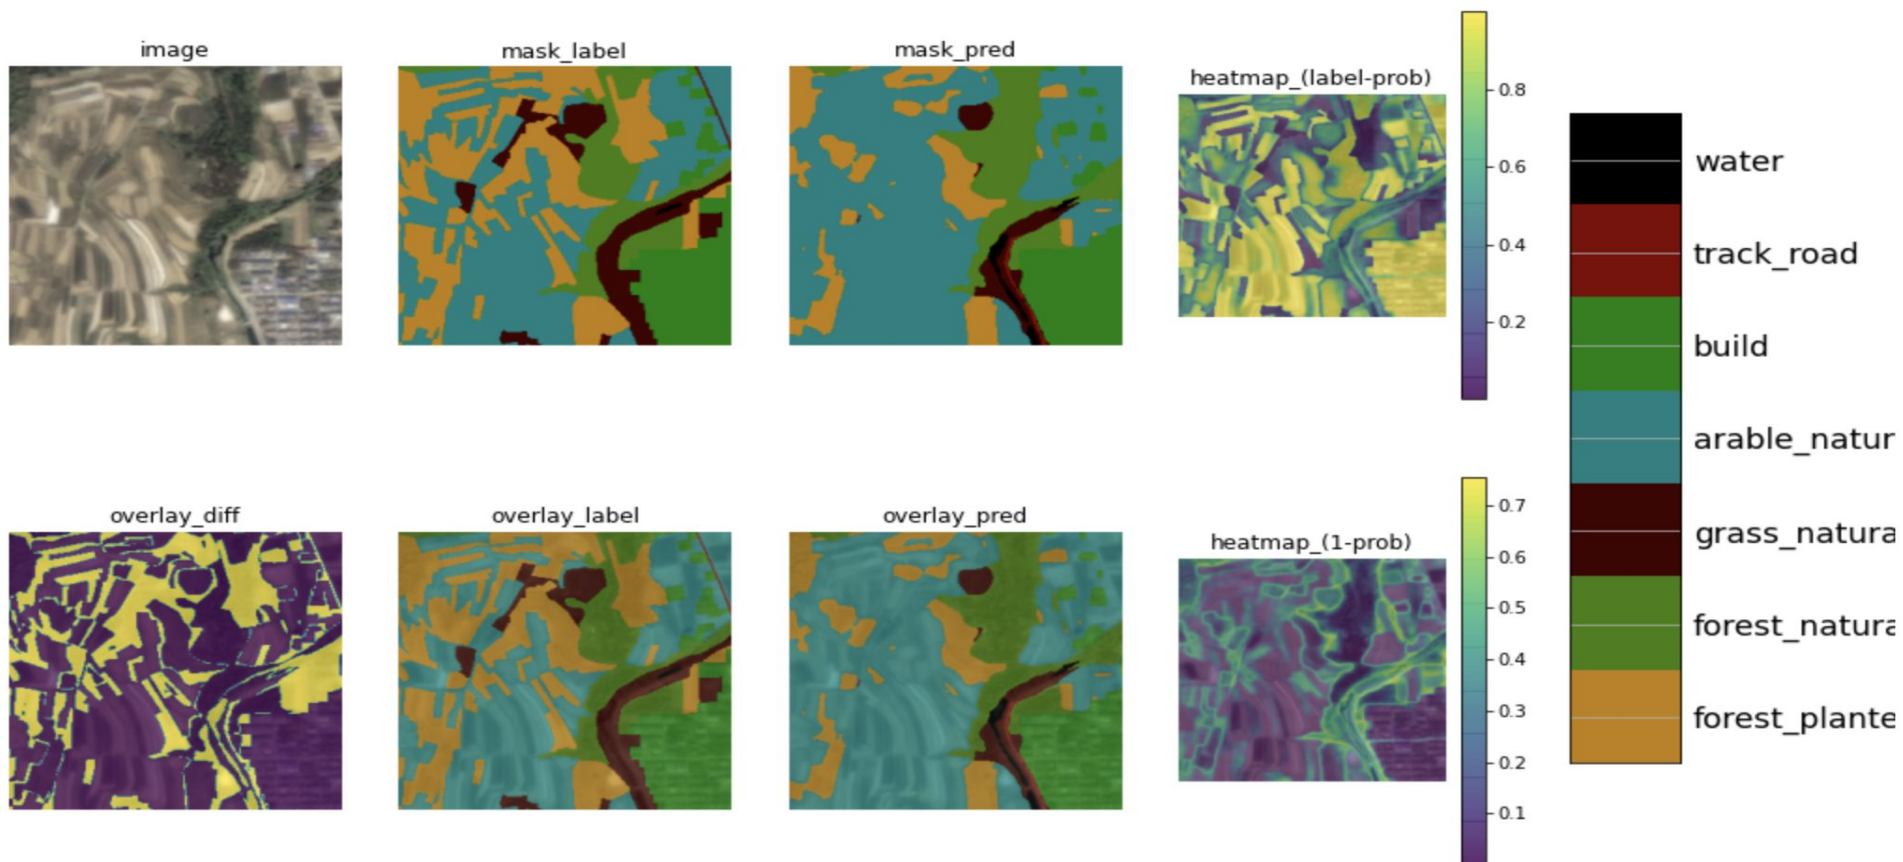 image
mask_label
mask_pred
heatmap_(label-prob)
0.8
0.6
0.4
0.2
overlay_diff
overlay_label
overlay_pred
heatmap_(1-prob)
0.7
0.6
0.5
0.4
0.3
0.2
0.1
water
track_road
build
arable_natur
grass_natura
forest_natura
forest_plante